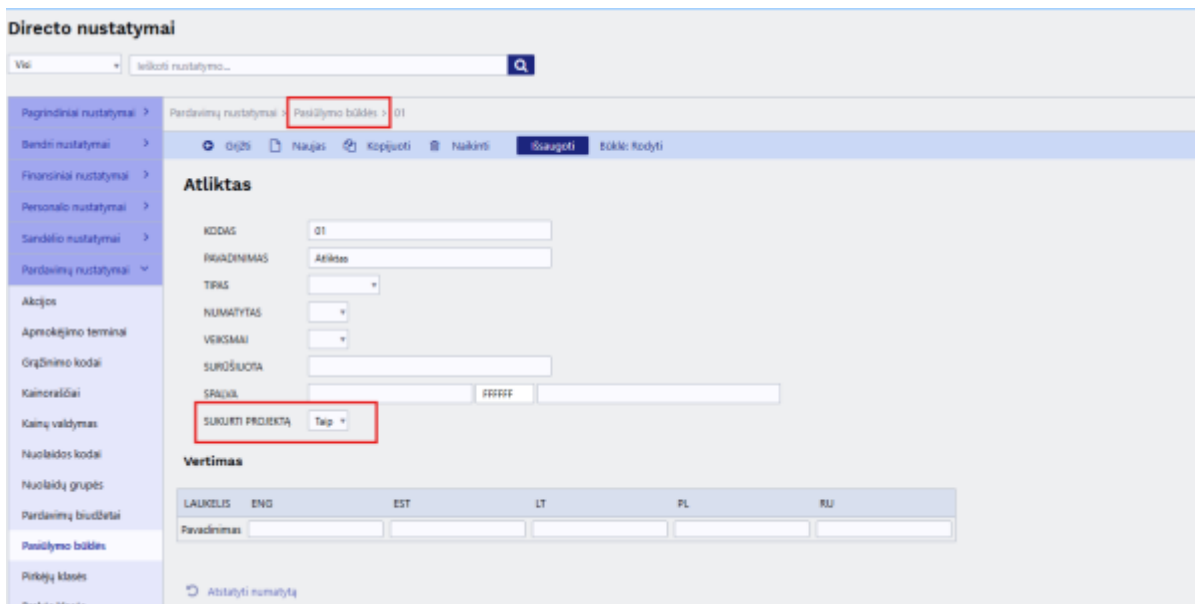 Directo nustatymai
Visi Ieškoti nustatymo...
Pagrindiniai nustatymai >
Bendri nustatymai >
Finansiniai nustatymai >
Personalo nustatymai >
Sandėlio nustatymai >
Pardavimų nustatymai
Akcijos
Apmokėjimo terminai
Grąžinimo kodai
Kainoraščiai
Kainų valdymas
Nuolaidos kodai
Nuolaidų grupės
Pardavimų biudžetai
Pasiūlymo būklės
Pirkėjų klasės
Pardavimų nustatymai > Pasiūlymo būklės > 01
Grįžti Naujas Kopijuoti Naikinti Išsaugoti Būklė: Rodyti
Atliktas
KODAS 01
PAVADINIMAS Atliktas
TIPAS
NUMATYTAS
VEIKSMAI
SURŪŠIUOTA
SPALVA FFFFFF
SUKURTI PROJEKTĄ Taip
Vertimas
LAUKELIS ENG EST LT PL RU
Pavadinimas
Atstatyti numatytą